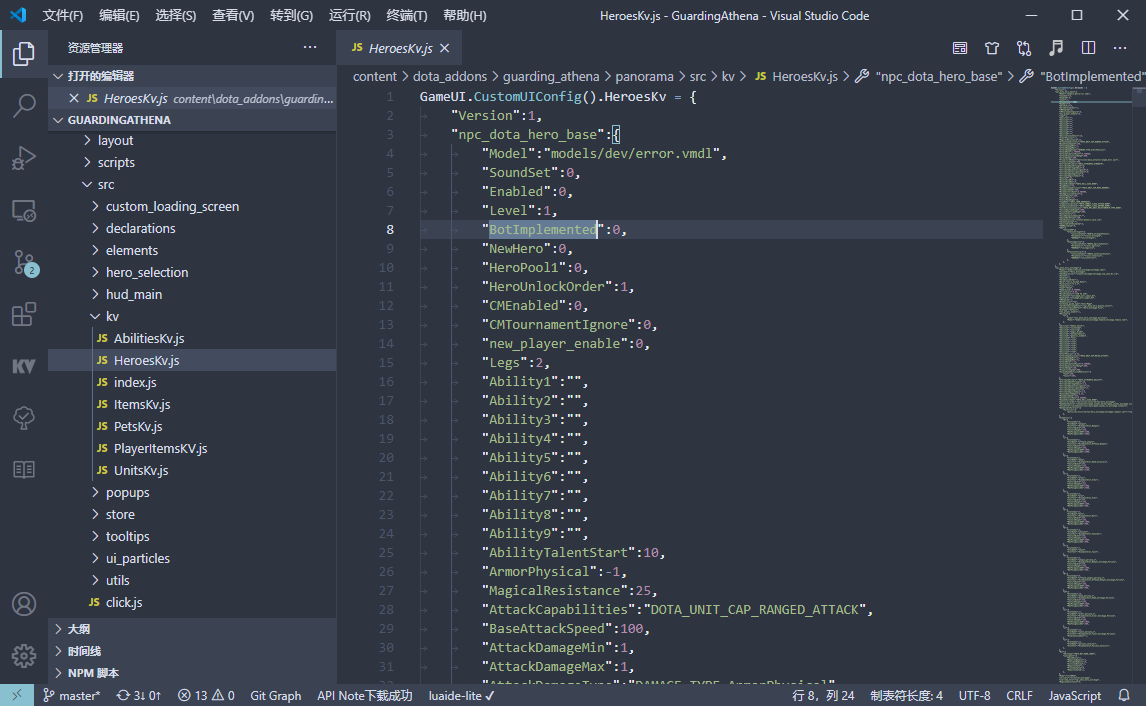 文件(F) 编辑(E) 选择(S) 查看(V) 转到(G) 运行(R) 终端(T) 帮助(H) HeroesKv.js - GuardingAthena - Visual Studio Code
资源管理器 ···
打开的编辑器
JS HeroesKv.js content\dota_addons\guardin...
GUARDINGATHENA
layout
scripts
src
custom_loading_screen
declarations
elements
hero_selection
hud_main
kv
JS AbilitiesKv.js
JS HeroesKv.js
JS index.js
JS ItemsKv.js
JS PetsKv.js
JS PlayerItemsKV.js
JS UnitsKv.js
popups
store
tooltips
ui_particles
utils
JS click.js
大纲
时间线
NPM 脚本
2
KV
JS HeroesKv.js
content > dota_addons > guarding_athena > panorama > src > kv > JS HeroesKv.js > "npc_dota_hero_base" > "BotImplemented"
1 GameUI.CustomUIConfig().HeroesKv = {
2 "Version":1,
3 "npc_dota_hero_base":{
4 "Model":"models/dev/error.vmdl",
5 "SoundSet":0,
6 "Enabled":0,
7 "Level":1,
8 "BotImplemented":0,
9 "NewHero":0,
10 "HeroPool1":0,
11 "HeroUnlockOrder":1,
12 "CMEnabled":0,
13 "CMTournamentIgnore":0,
14 "new_player_enable":0,
15 "Legs":2,
16 "Ability1":"",
17 "Ability2":"",
18 "Ability3":"",
19 "Ability4":"",
20 "Ability5":"",
21 "Ability6":"",
22 "Ability7":"",
23 "Ability8":"",
24 "Ability9":"",
25 "AbilityTalentStart":10,
26 "ArmorPhysical":-1,
27 "MagicalResistance":25,
28 "AttackCapabilities":"DOTA_UNIT_CAP_RANGED_ATTACK",
29 "BaseAttackSpeed":100,
30 "AttackDamageMin":1,
31 "AttackDamageMax":1,
"AttackDamageType":"DAMAGE_TYPE_ArmorPhysical",
master* 3↓ 0↑ 13 0 Git Graph API Note下载成功 luaide-lite ✓ 行 8，列 24 制表符长度: 4 UTF-8 CRLF JavaScript